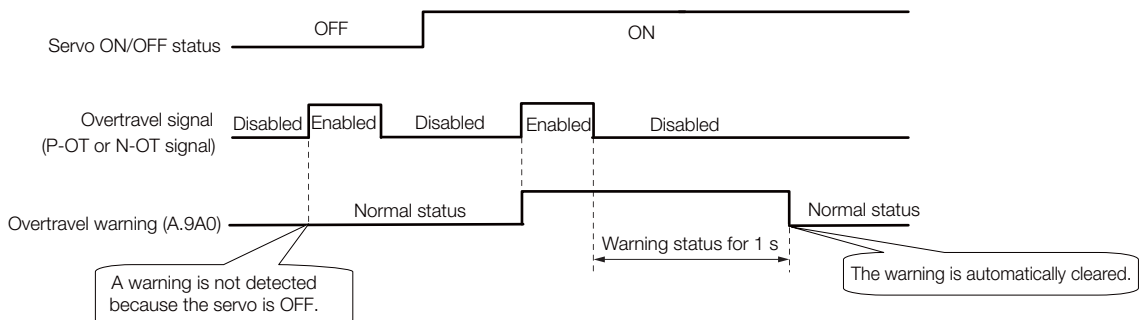 OFF
ON
Servo ON/OFF status
Overtravel signal
(P-OT or N-OT signal)
Disabled
Enabled
Disabled
Enabled
Disabled
Overtravel warning (A.9A0)
Normal status
Normal status
Warning status for 1 s
A warning is not detected
because the servo is OFF.
The warning is automatically cleared.